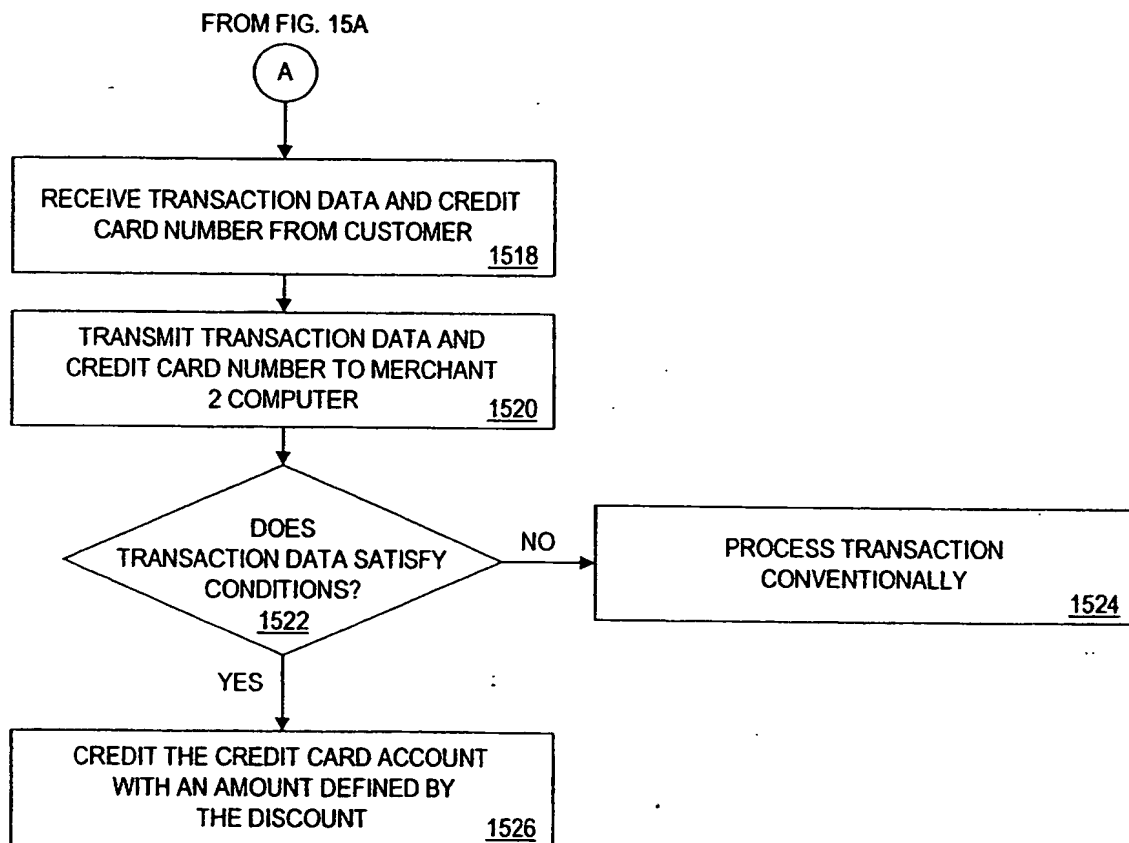 FROM FIG. 15A
A
RECEIVE TRANSACTION DATA AND CREDIT
CARD NUMBER FROM CUSTOMER
1518
TRANSMIT TRANSACTION DATA AND
CREDIT CARD NUMBER TO MERCHANT
2 COMPUTER
1520
DOES
TRANSACTION DATA SATISFY
CONDITIONS?
1522
NO
PROCESS TRANSACTION
CONVENTIONALLY
1524
YES
CREDIT THE CREDIT CARD ACCOUNT
WITH AN AMOUNT DEFINED BY
THE DISCOUNT
1526